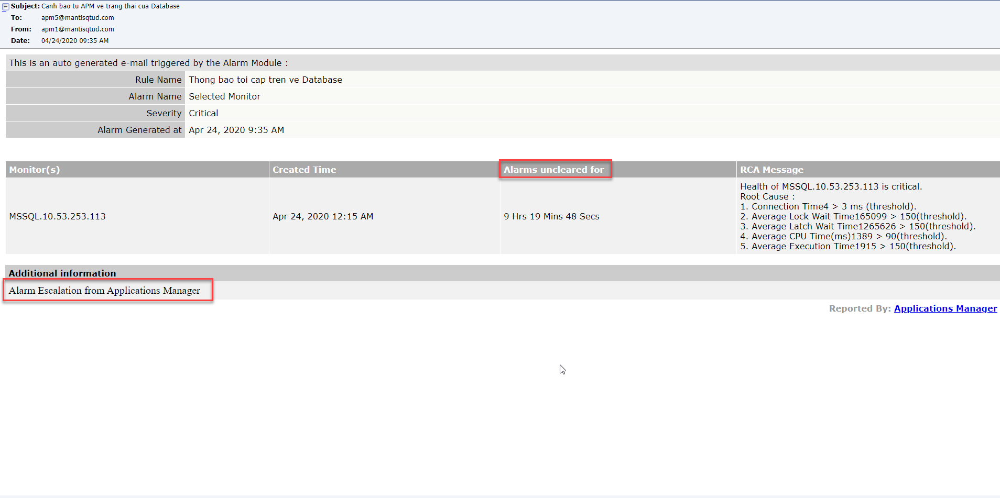 Subject: Canh bao tu APM ve trang thai cua Database
To: apm5@mantisqtud.com
From: apm1@mantisqtud.com
Date: 04/24/2020 09:35 AM
This is an auto generated e-mail triggered by the Alarm Module :
Rule Name Thong bao toi cap tren ve Database
Alarm Name Selected Monitor
Severity Critical
Alarm Generated at Apr 24, 2020 9:35 AM
Monitor(s) Created Time Alarms uncleared for RCA Message
MSSQL.10.53.253.113 Apr 24, 2020 12:15 AM 9 Hrs 19 Mins 48 Secs
Health of MSSQL.10.53.253.113 is critical.
Root Cause :
1. Connection Time4 > 3 ms (threshold).
2. Average Lock Wait Time165099 > 150(threshold).
3. Average Latch Wait Time1265626 > 150(threshold).
4. Average CPU Time(ms)1389 > 90(threshold).
5. Average Execution Time1915 > 150(threshold).
Additional information
Alarm Escalation from Applications Manager
Reported By: Applications Manager